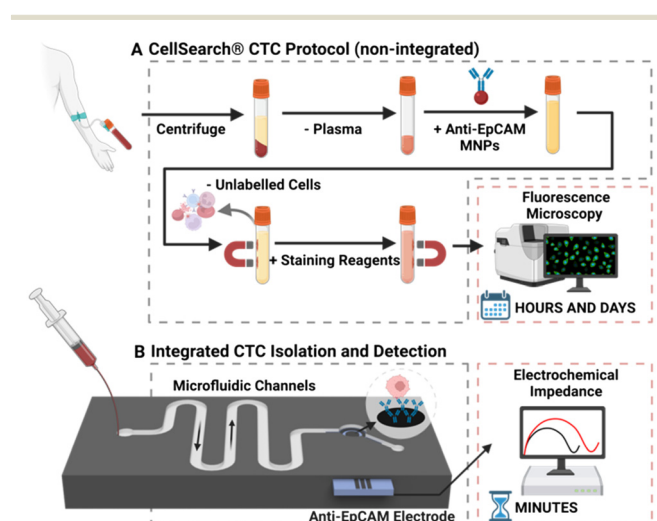 A CellSearch® CTC Protocol (non-integrated)
Centrifuge
- Plasma
+ Anti-EpCAM
MNPs
- Unlabelled Cells
+ Staining Reagents
Fluorescence
Microscopy
HOURS AND DAYS
B Integrated CTC Isolation and Detection
Microfluidic Channels
Anti-EpCAM Electrode
Electrochemical
Impedance
MINUTES